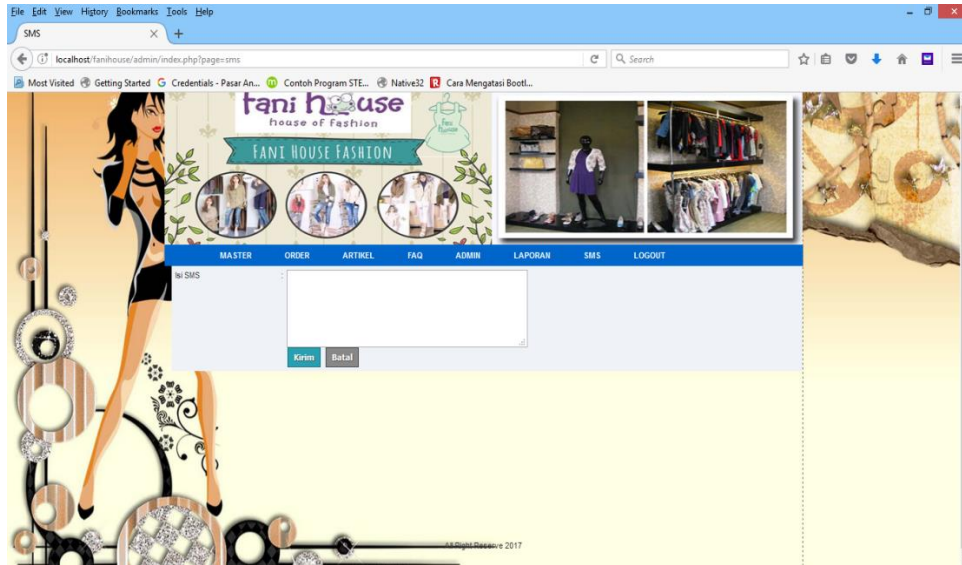 File Edit View History Bookmarks Tools Help
SMS
localhost/fanihouse/admin/index.php?page=sms
Search
Most Visited Getting Started Credentials - Pasar An... Contoh Program STE... Native32 Cara Mengatasi Bootl...
fani house
house of fashion
Fani House
FANI HOUSE FASHION
MASTER ORDER ARTIKEL FAQ ADMIN LAPORAN SMS LOGOUT
Isi SMS :
Kirim Batal
All Right Reserve 2017